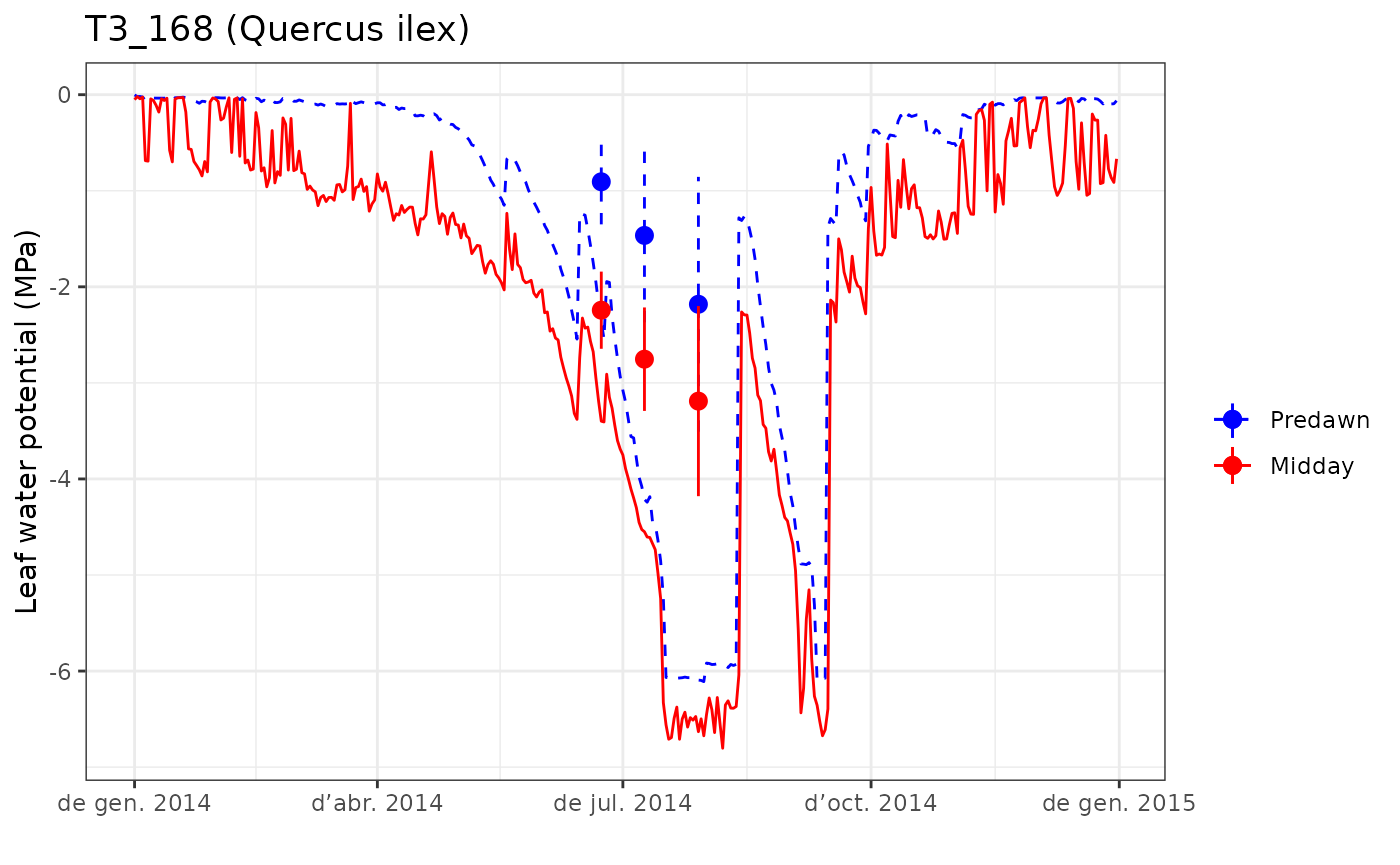 T3_168 (Quercus ilex)
Leaf water potential (MPa)
0
-2
-4
-6
de gen. 2014
d’abr. 2014
de jul. 2014
d’oct. 2014
de gen. 2015
Predawn
Midday